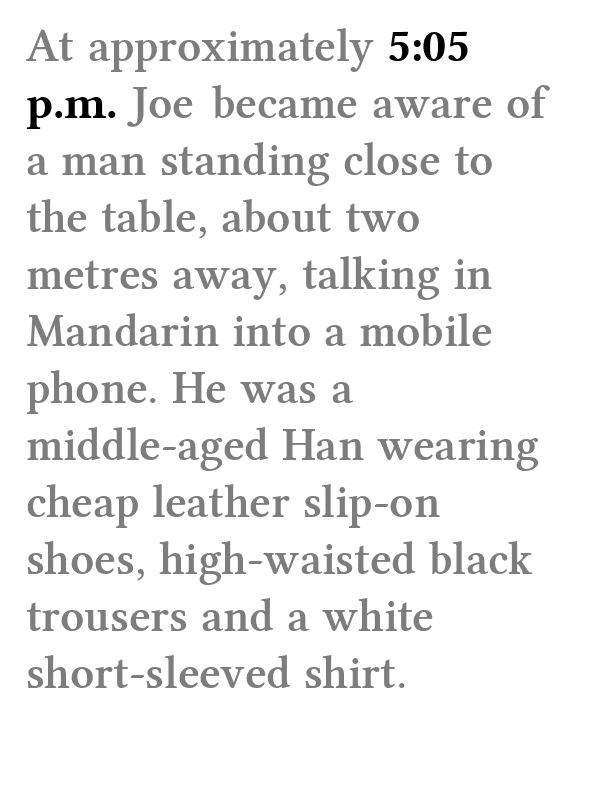 At approximately 5:05
p.m. Joe became aware of
a man standing close to
the table, about two
metres away, talking in
Mandarin into a mobile
phone. He was a
middle-aged Han wearing
cheap leather slip-on
shoes, high-waisted black
trousers and a white
short-sleeved shirt.